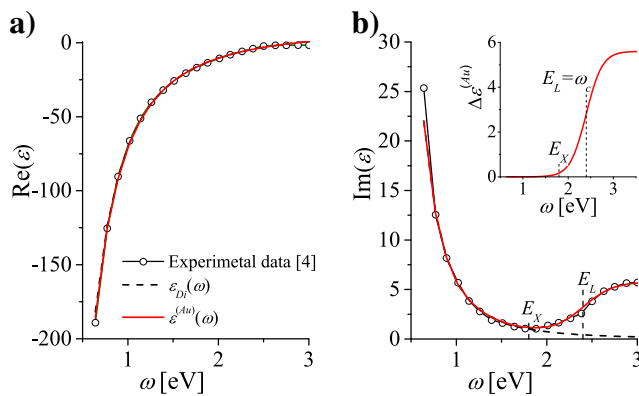 a)
Re(ε)
0
-50
-100
-150
-200
1
2
3
ω [eV]
Experimetal data [4]
ε_Di(ω)
ε^(Au)(ω)
b)
Im(ε)
30
25
20
15
10
5
0
1
2
3
ω [eV]
E_X
E_L
Δε^(Au)
6
4
2
0
1
2
3
ω [eV]
E_X
E_L=ω_c